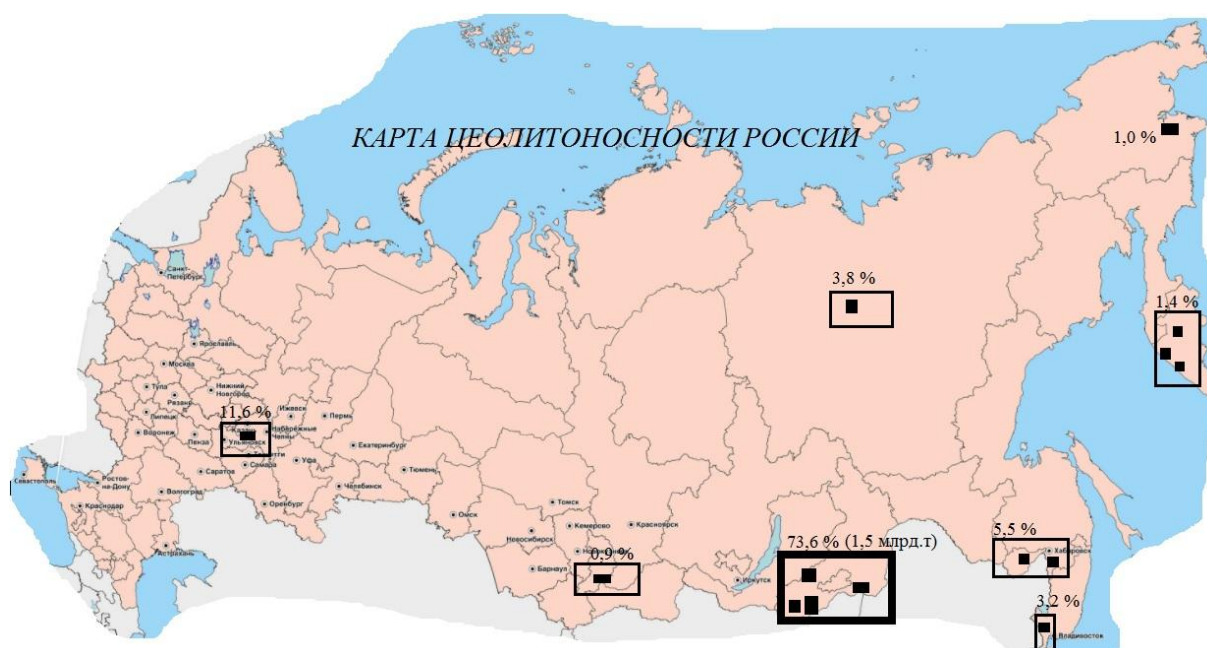 КАРТА ЦЕОЛИТОНОСНОСТИ РОССИИ
1,0 %
3,8 %
1,4 %
Санкт-
Петербург
Ярославль
Москва
Тула
Рязань
Нижний
Новгород
Липецк
11,6 %
Ижевск
Пермь
Казань
Набережные
Челны
Воронеж
Пенза
Ульяновск
Екатеринбург
Самара
Уфа
Тюмень
Саратов
Севастополь
Ростов-
на-Дону
Волгоград
Челябинск
Краснодар
Оренбург
Омск
Томск
Астрахань
Новосибирск
Кемерово
Красноярск
Барнаул
0,9 %
Иркутск
73,6 % (1,5 млрд.т)
5,5 %
Хабаровск
3,2 %
Владивосток